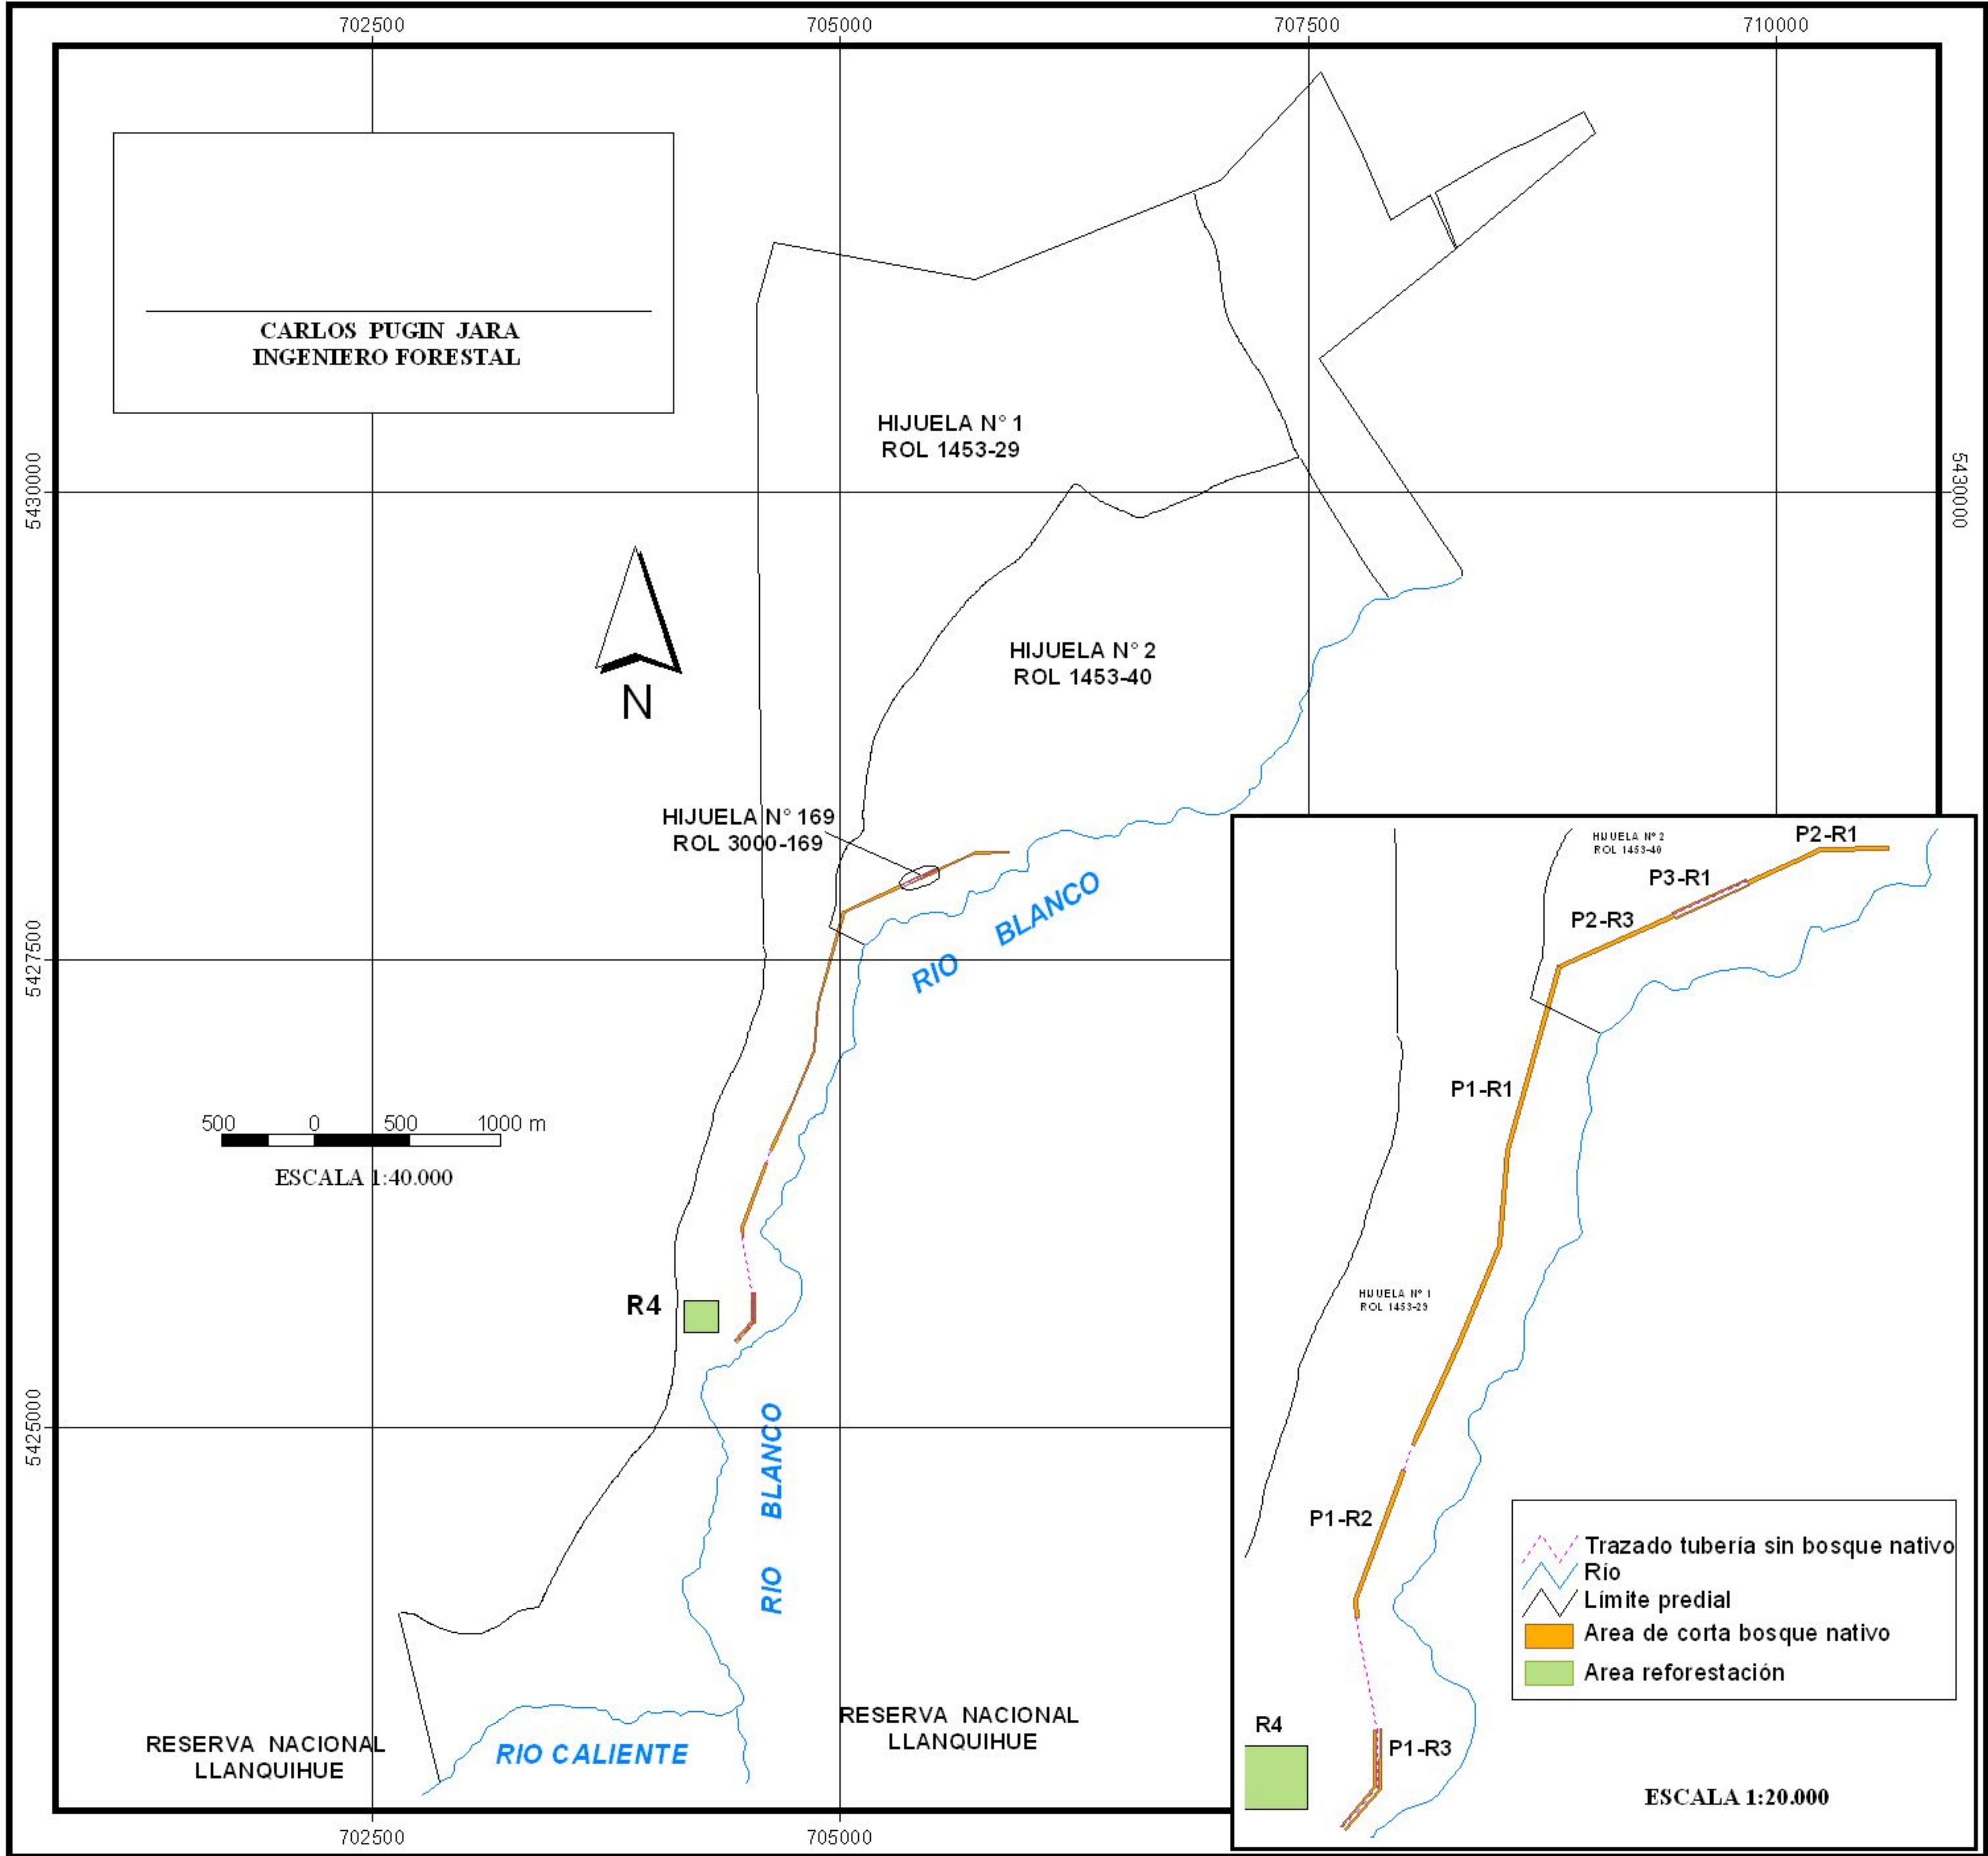 702500
705000
707500
710000
CARLOS PUGIN JARA
INGENIERO FORESTAL
HIJUELA N° 1
ROL 1453-29
5430000
5430000
HIJUELA N° 2
ROL 1453-40
N
HIJUELA N° 169
ROL 3000-169
RIO BLANCO
5427500
500 0 500 1000 m
ESCALA 1:40.000
R4
5425000
RIO BLANCO
RESERVA NACIONAL
LLANQUIHUE
RIO CALIENTE
RESERVA NACIONAL
LLANQUIHUE
702500
705000
HIJUELA N° 2
ROL 1453-40
P2-R1
P3-R1
P2-R3
P1-R1
HIJUELA N° 1
ROL 1453-29
P1-R2
Trazado tubería sin bosque nativo
Río
Límite predial
Area de corta bosque nativo
Area reforestación
R4
P1-R3
ESCALA 1:20.000